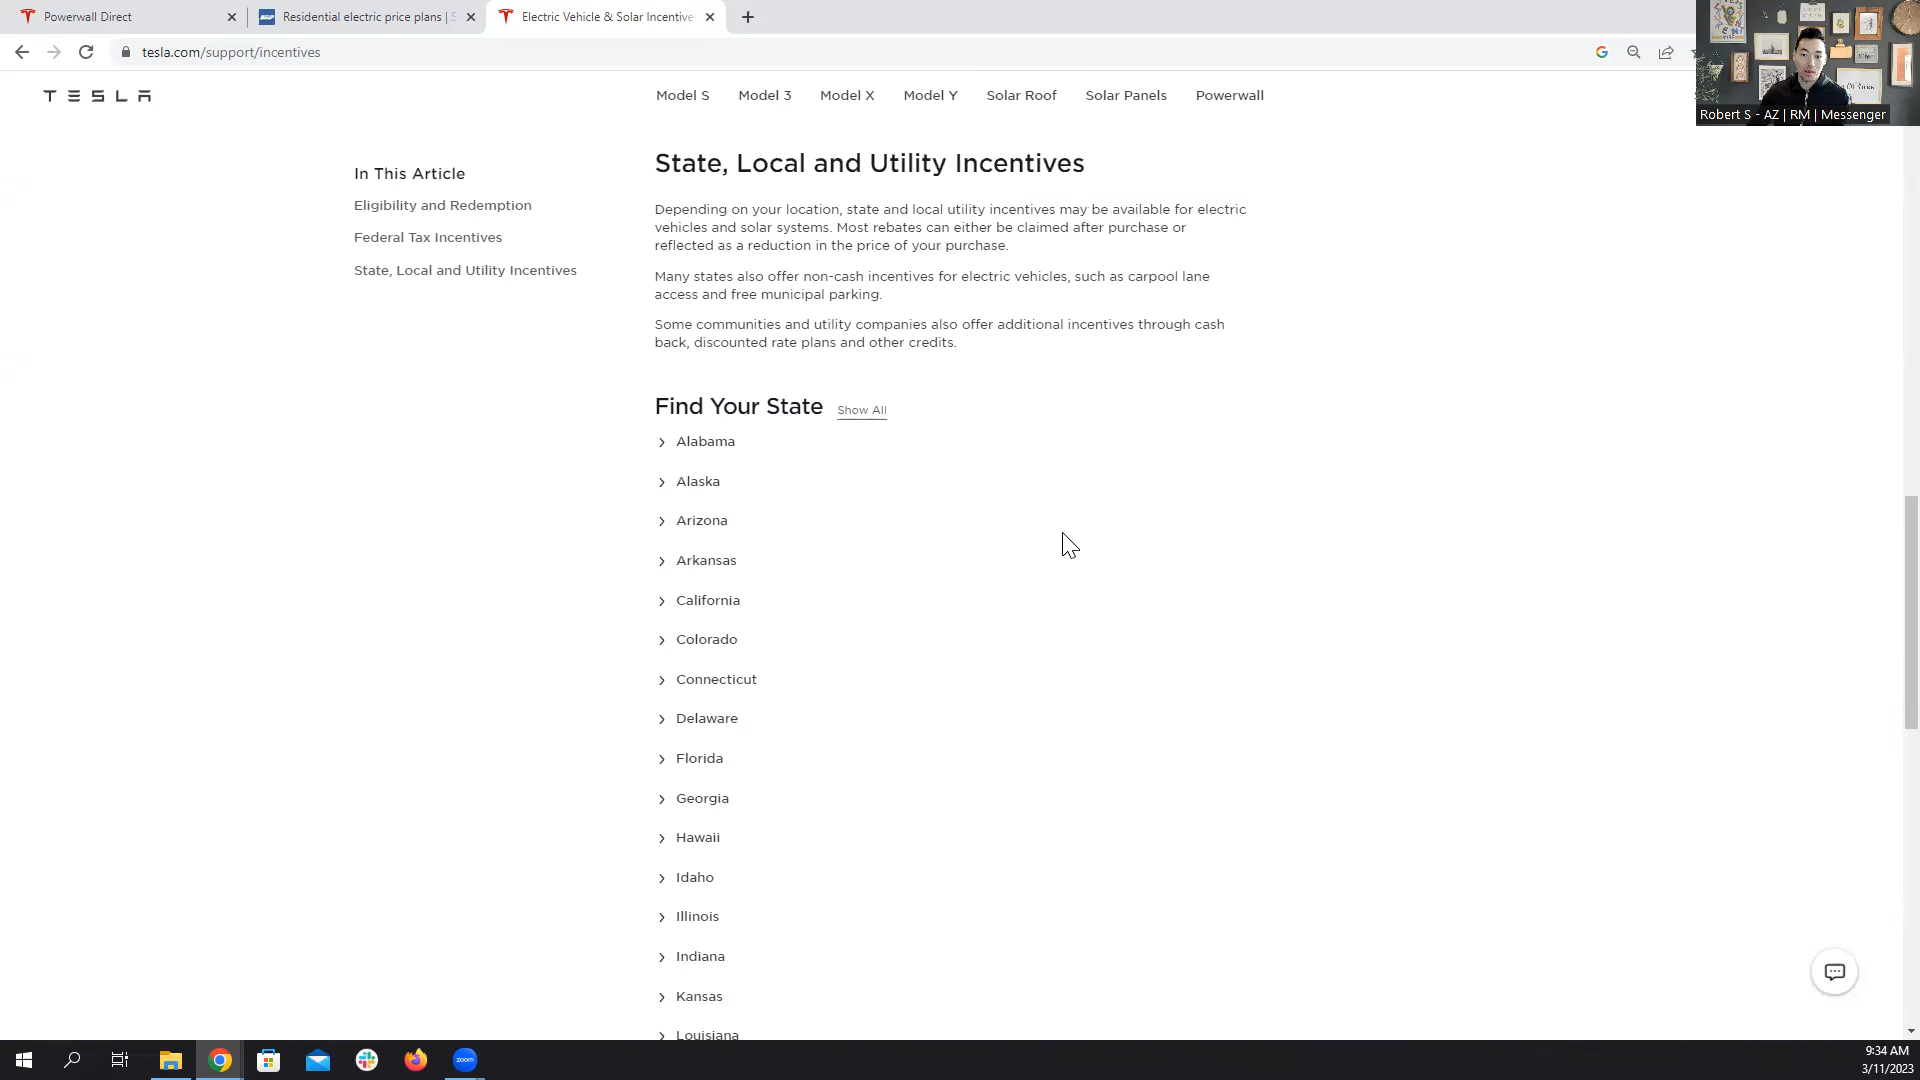 Powerwall Direct
Residential electric price plans | S
Electric Vehicle & Solar Incentive
tesla.com/support/incentives
TESLA
Model S
Model 3
Model X
Model Y
Solar Roof
Solar Panels
Powerwall
Robert S - AZ | RM | Messenger
In This Article
Eligibility and Redemption
Federal Tax Incentives
State, Local and Utility Incentives
State, Local and Utility Incentives
Depending on your location, state and local utility incentives may be available for electric
vehicles and solar systems. Most rebates can either be claimed after purchase or
reflected as a reduction in the price of your purchase.
Many states also offer non-cash incentives for electric vehicles, such as carpool lane
access and free municipal parking.
Some communities and utility companies also offer additional incentives through cash
back, discounted rate plans and other credits.
Find Your State Show All
Alabama
Alaska
Arizona
Arkansas
California
Colorado
Connecticut
Delaware
Florida
Georgia
Hawaii
Idaho
Illinois
Indiana
Kansas
Louisiana
zoom
9:34 AM
3/11/2023